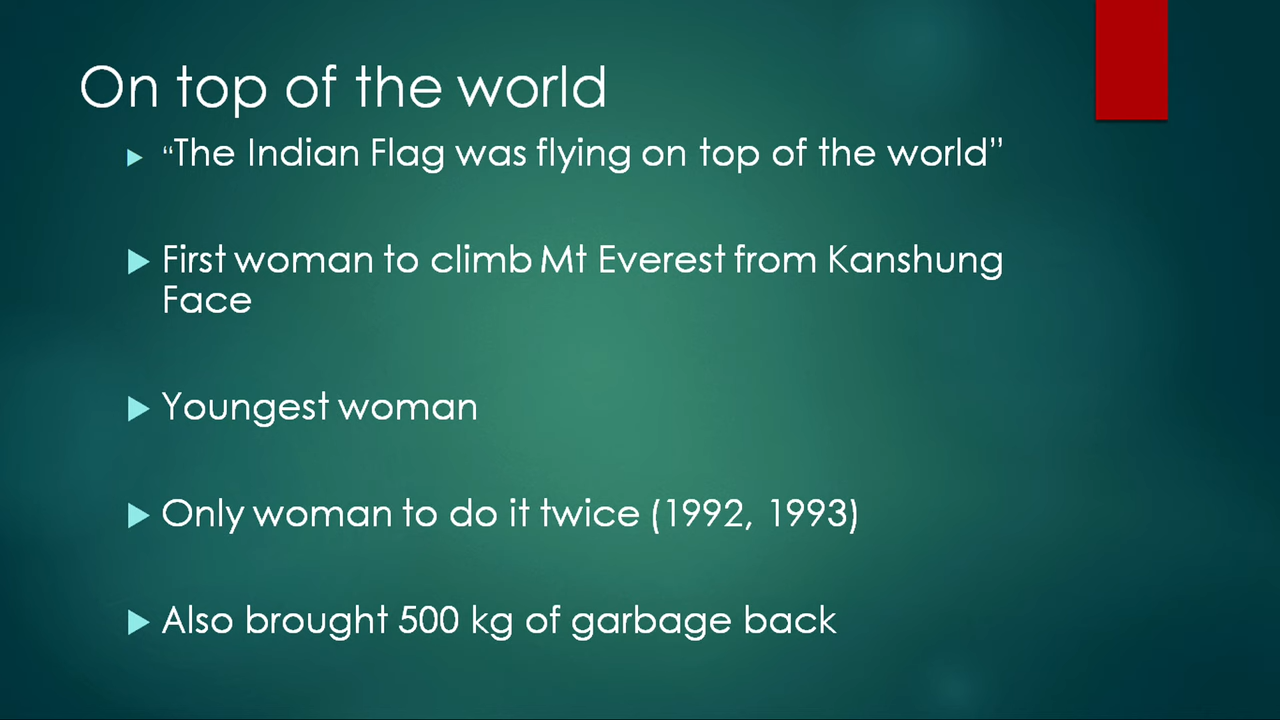 On top of the world
“The Indian Flag was flying on top of the world”
First woman to climb Mt Everest from Kanshung
Face
Youngest woman
Only woman to do it twice (1992, 1993)
Also brought 500 kg of garbage back